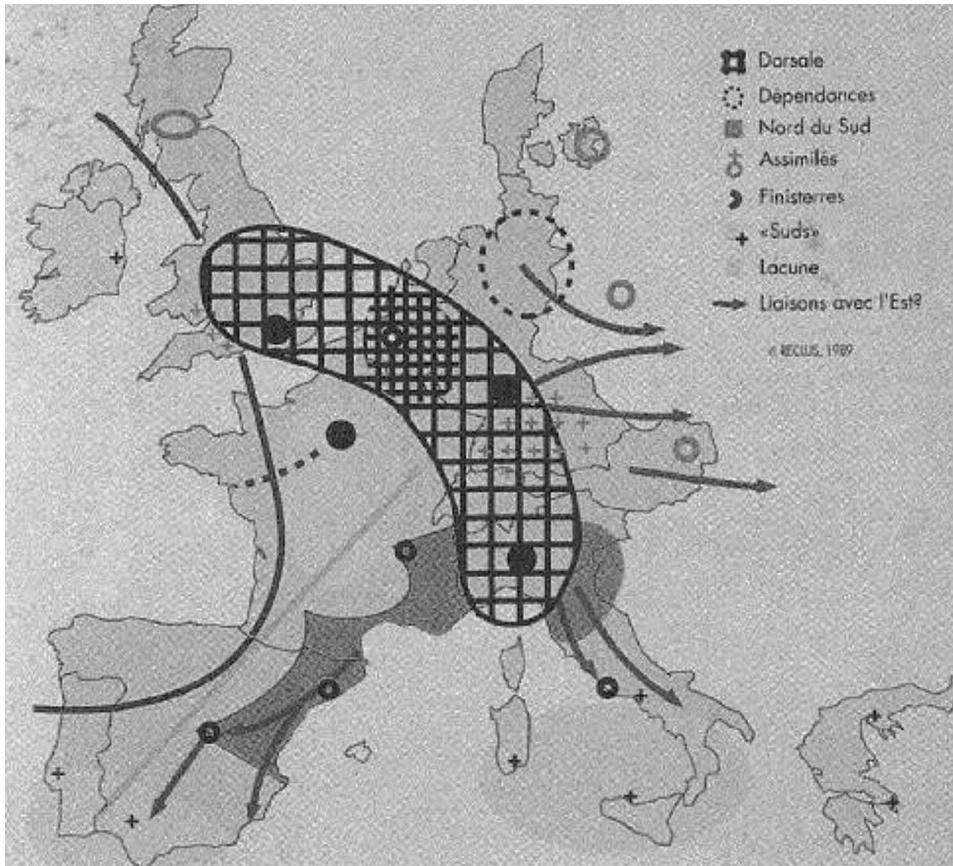 Dorsale
Dépendances
Nord du Sud
Assimilés
Finisterres
«Suds»
Lacune
Liaisons avec l'Est?
© RECLUS, 1989